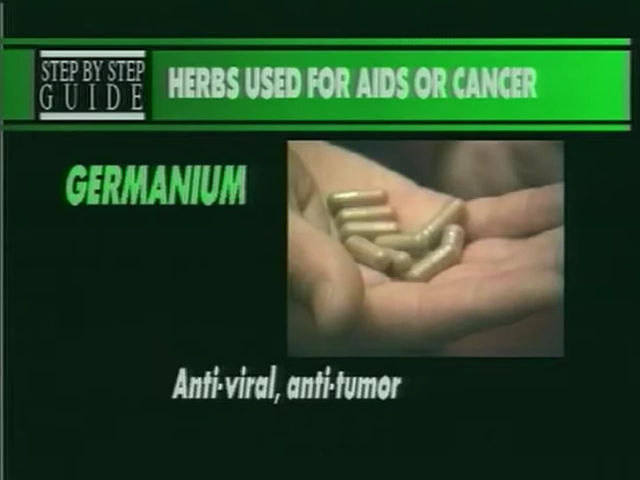 STEP BY STEP
GUIDE
HERBS USED FOR AIDS OR CANCER
GERMANIUM
Anti-viral, anti-tumor